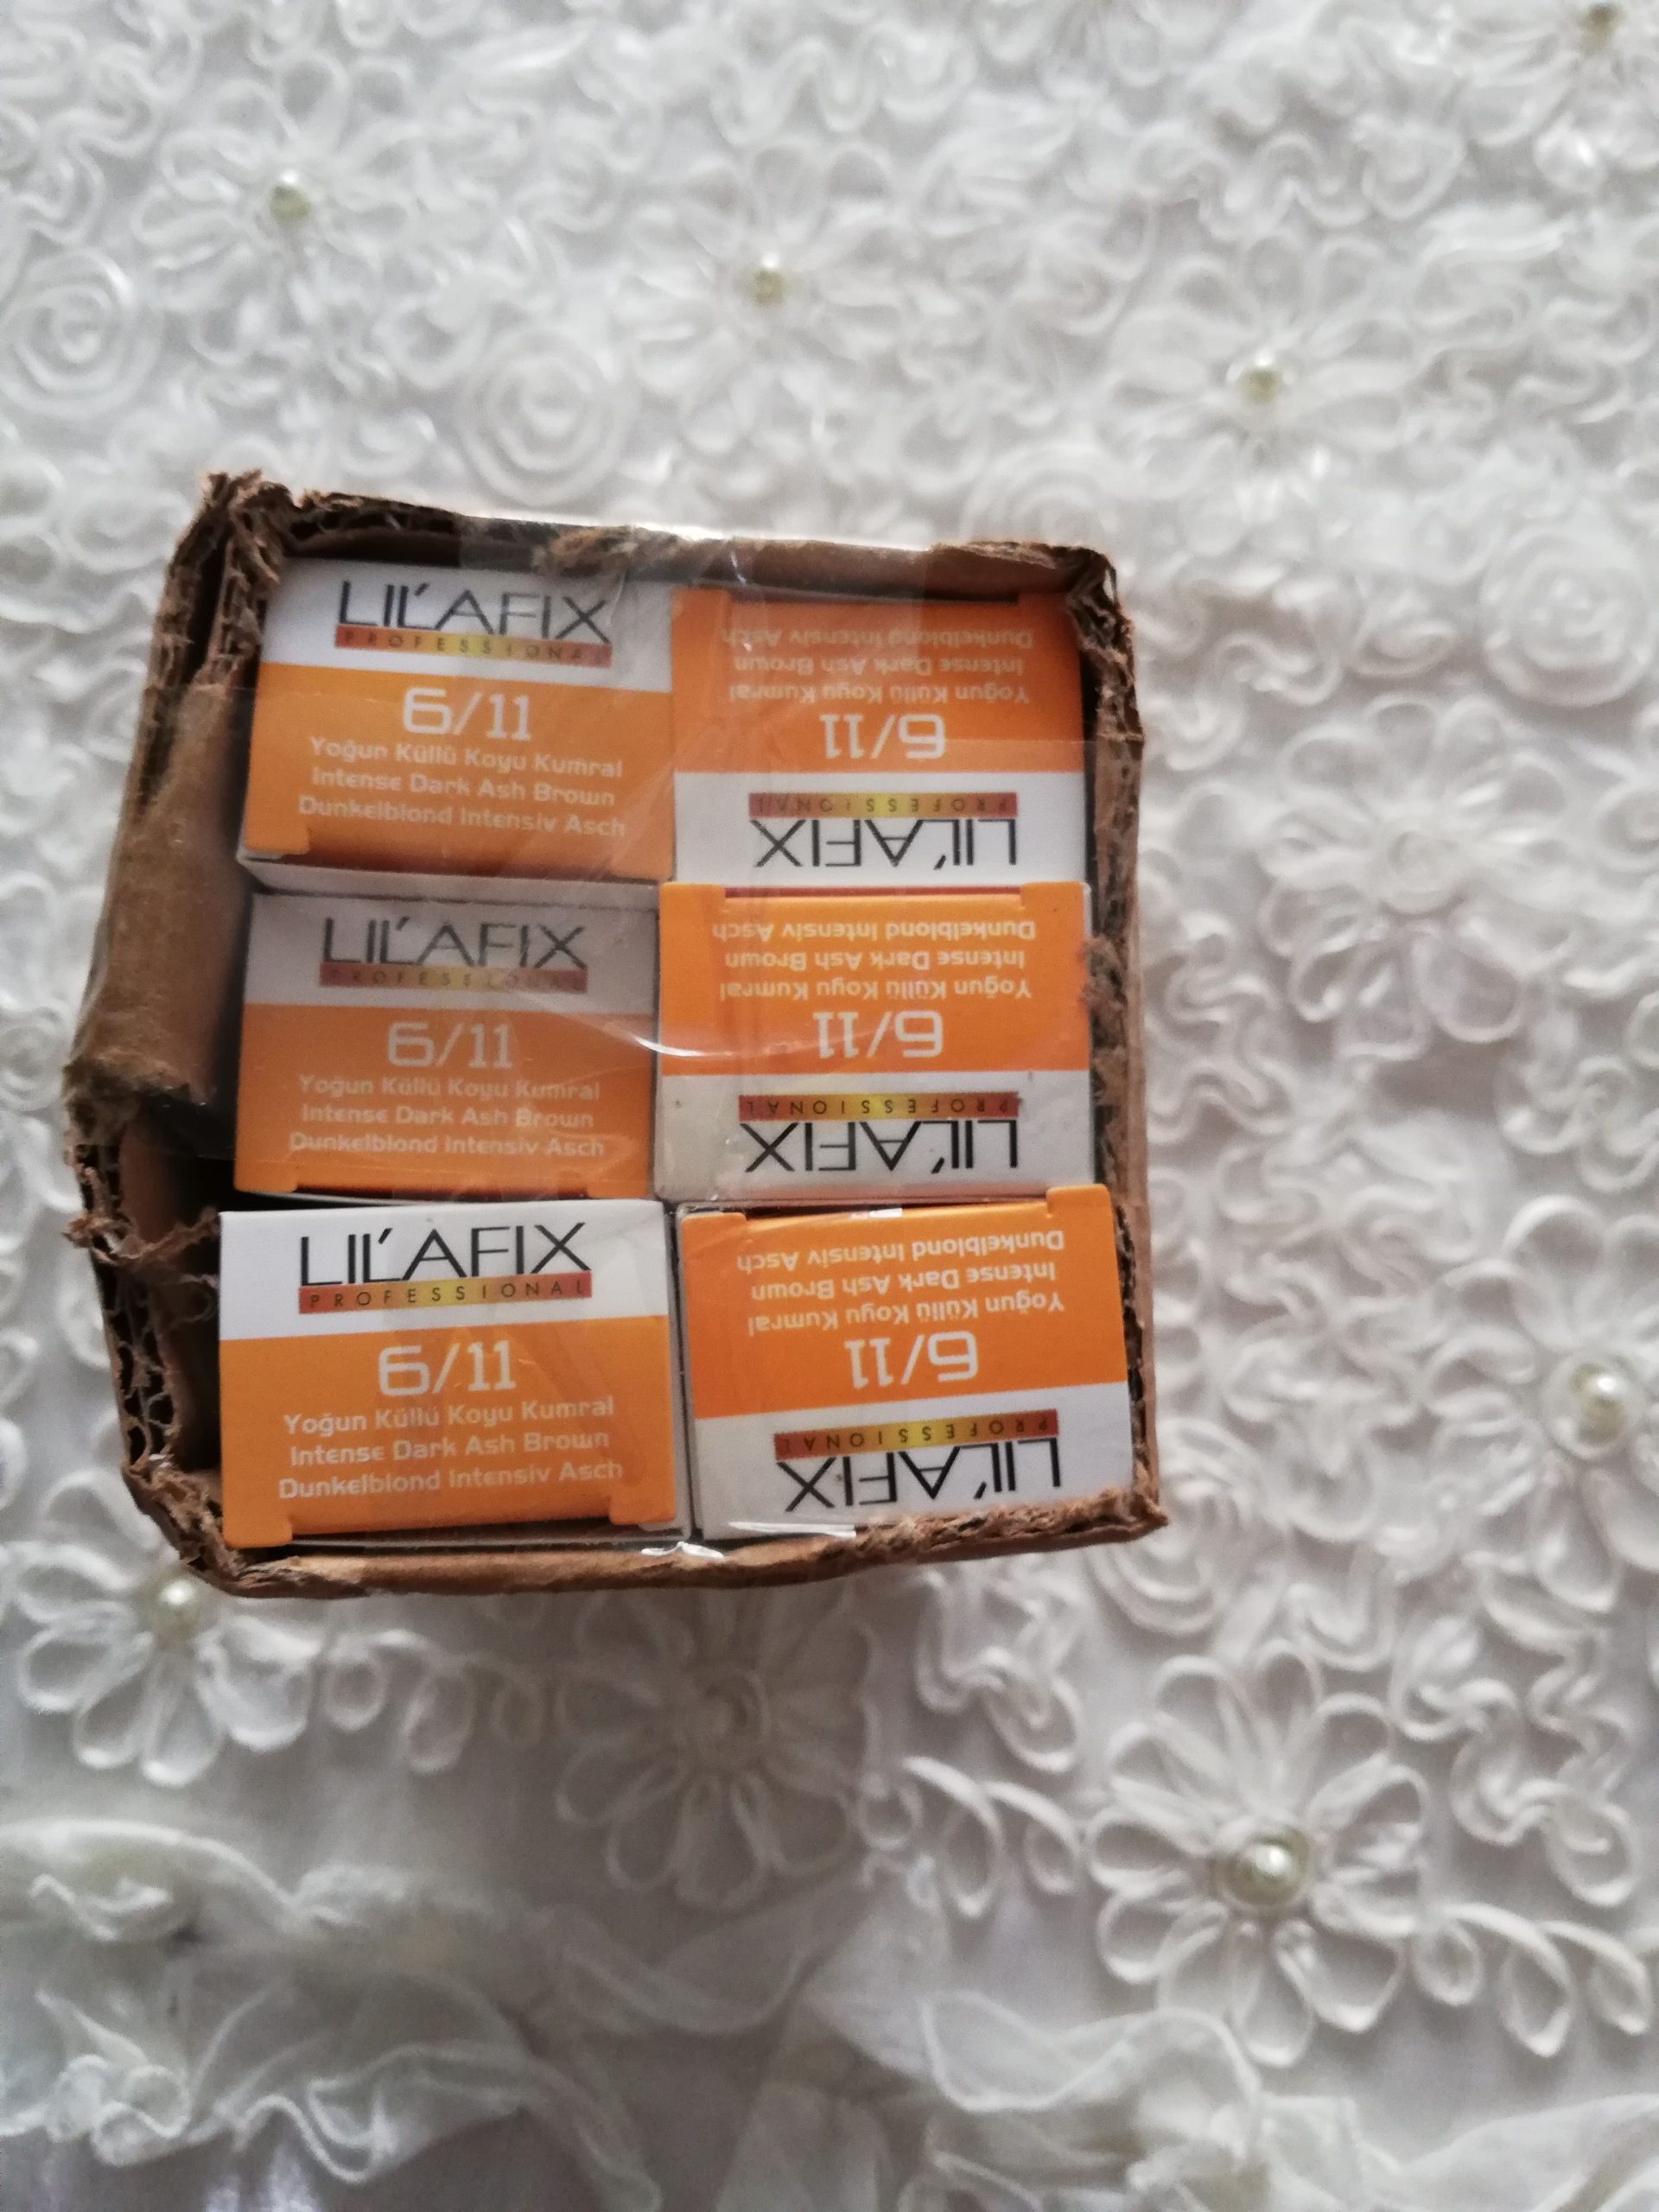 LIL'AFIX
PROFESSIONAL
6/11
Yoğun Küllü Koyu Kumral
Intense Dark Ash Brown
Dunkelblond Intensiv Asch
LIL'AFIX
PROFESSIONAL
6/11
Yoğun Küllü Koyu Kumral
Intense Dark Ash Brown
Dunkelblond Intensiv Asch
LIL'AFIX
PROFESSIONAL
6/11
Yoğun Küllü Koyu Kumral
Intense Dark Ash Brown
Dunkelblond Intensiv Asch
LIL'AFIX
PROFESSIONAL
6/11
Yoğun Küllü Koyu Kumral
Intense Dark Ash Brown
Dunkelblond Intensiv Asch
LIL'AFIX
PROFESSIONAL
6/11
Yoğun Küllü Koyu Kumral
Intense Dark Ash Brown
Dunkelblond Intensiv Asch
LIL'AFIX
PROFESSIONAL
6/11
Yoğun Küllü Koyu Kumral
Intense Dark Ash Brown
Dunkelblond Intensiv Asch